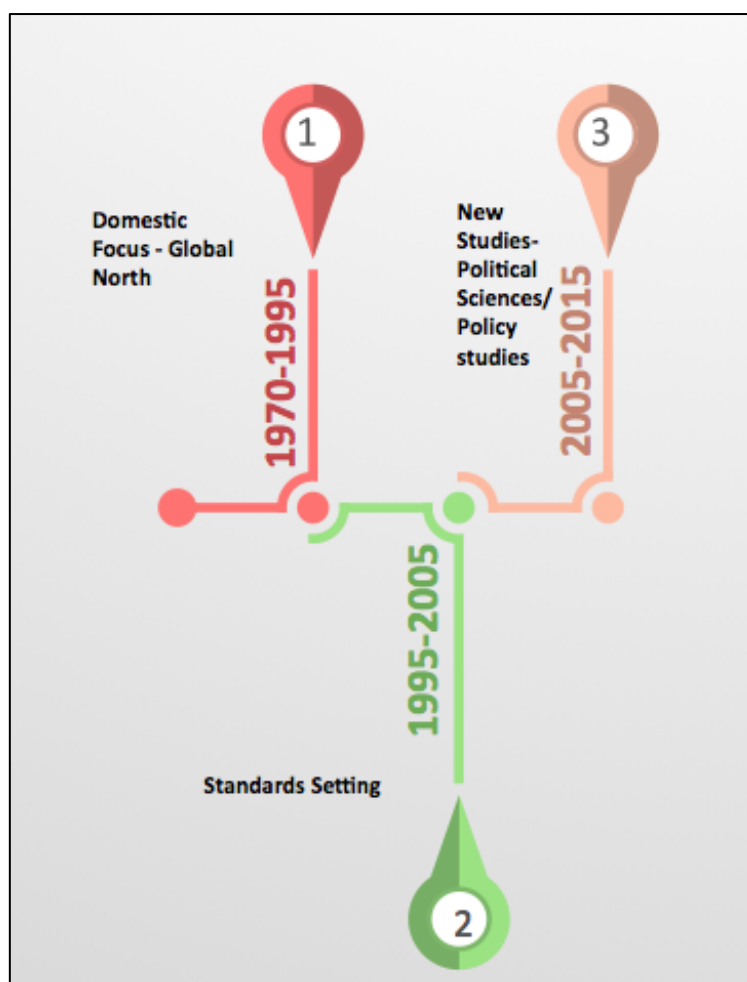 1
Domestic
Focus - Global
North
1970-1995
3
New
Studies-
Political
Sciences/
Policy
studies
2005-2015
1995-2005
Standards Setting
2